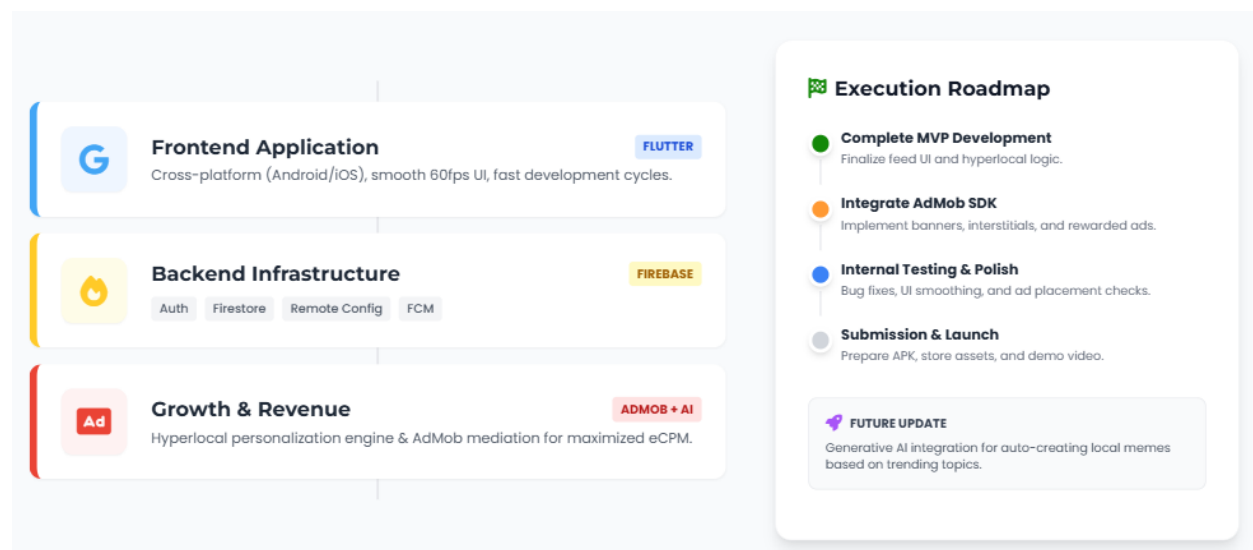 Frontend Application
FLUTTER
Cross-platform (Android/iOS), smooth 60fps UI, fast development cycles.
Backend Infrastructure
FIREBASE
Auth
Firestore
Remote Config
FCM
Ad
Growth & Revenue
ADMOB + AI
Hyperlocal personalization engine & AdMob mediation for maximized eCPM.
Execution Roadmap
Complete MVP Development
Finalize feed UI and hyperlocal logic.
Integrate AdMob SDK
Implement banners, interstitials, and rewarded ads.
Internal Testing & Polish
Bug fixes, UI smoothing, and ad placement checks.
Submission & Launch
Prepare APK, store assets, and demo video.
FUTURE UPDATE
Generative AI integration for auto-creating local memes
based on trending topics.